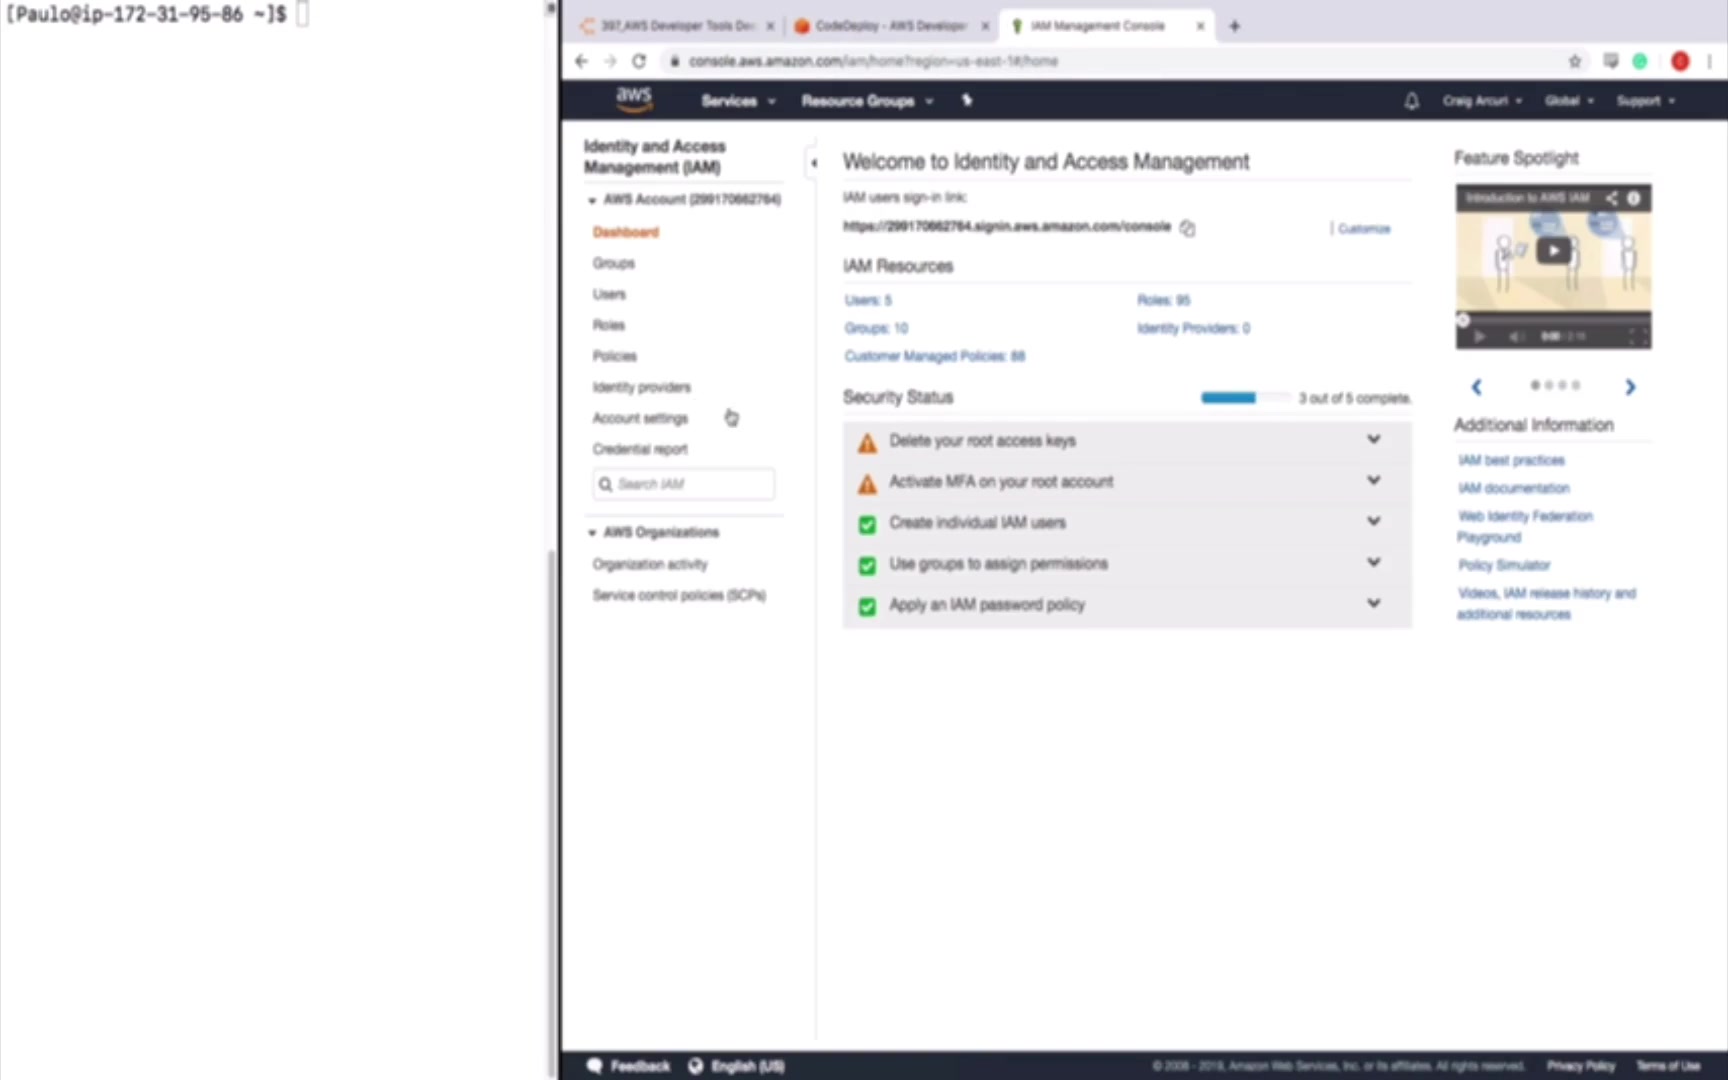 [Paulo@ip-172-31-95-86 ~]$
397_AWS Developer Tools De
CodeDeploy - AWS Developer
IAM Management Console
console.aws.amazon.com/iam/home?region=us-east-1#/home
aws
Services
Resource Groups
Craig Arcuri
Global
Support
Identity and Access
Management (IAM)
AWS Account (299170662764)
Dashboard
Groups
Users
Roles
Policies
Identity providers
Account settings
Credential report
Search IAM
AWS Organizations
Organization activity
Service control policies (SCPs)
Welcome to Identity and Access Management
IAM users sign-in link:
https://299170662764.signin.aws.amazon.com/console
Customize
IAM Resources
Users: 5
Roles: 95
Groups: 10
Identity Providers: 0
Customer Managed Policies: 88
Security Status
3 out of 5 complete.
Delete your root access keys
Activate MFA on your root account
Create individual IAM users
Use groups to assign permissions
Apply an IAM password policy
Feature Spotlight
Introduction to AWS IAM
0:00 / 2:15
Additional Information
IAM best practices
IAM documentation
Web Identity Federation
Playground
Policy Simulator
Videos, IAM release history and
additional resources
Feedback
English (US)
© 2008 - 2019, Amazon Web Services, Inc. or its affiliates. All rights reserved.
Privacy Policy
Terms of Use